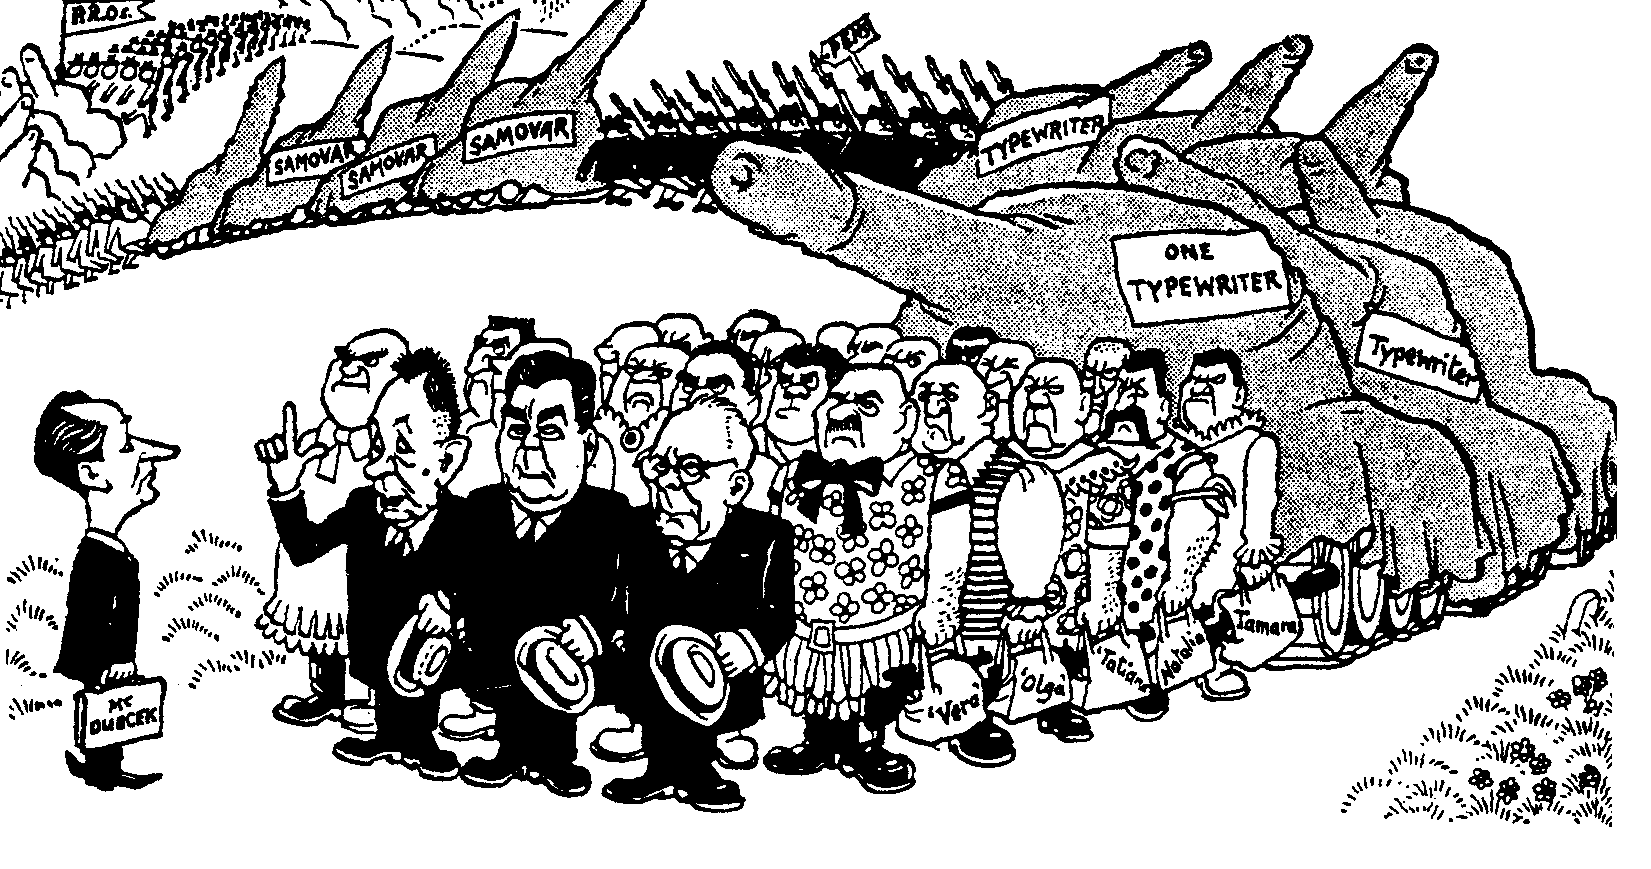 P.R.O.s.
SAMOVAR
SAMOVAR
SAMOVAR
TYPEWRITER
ONE
TYPEWRITER
Typewriter
Mr
DUBCEK
Vera
Olga
Tatiana
Natalia
Tamara